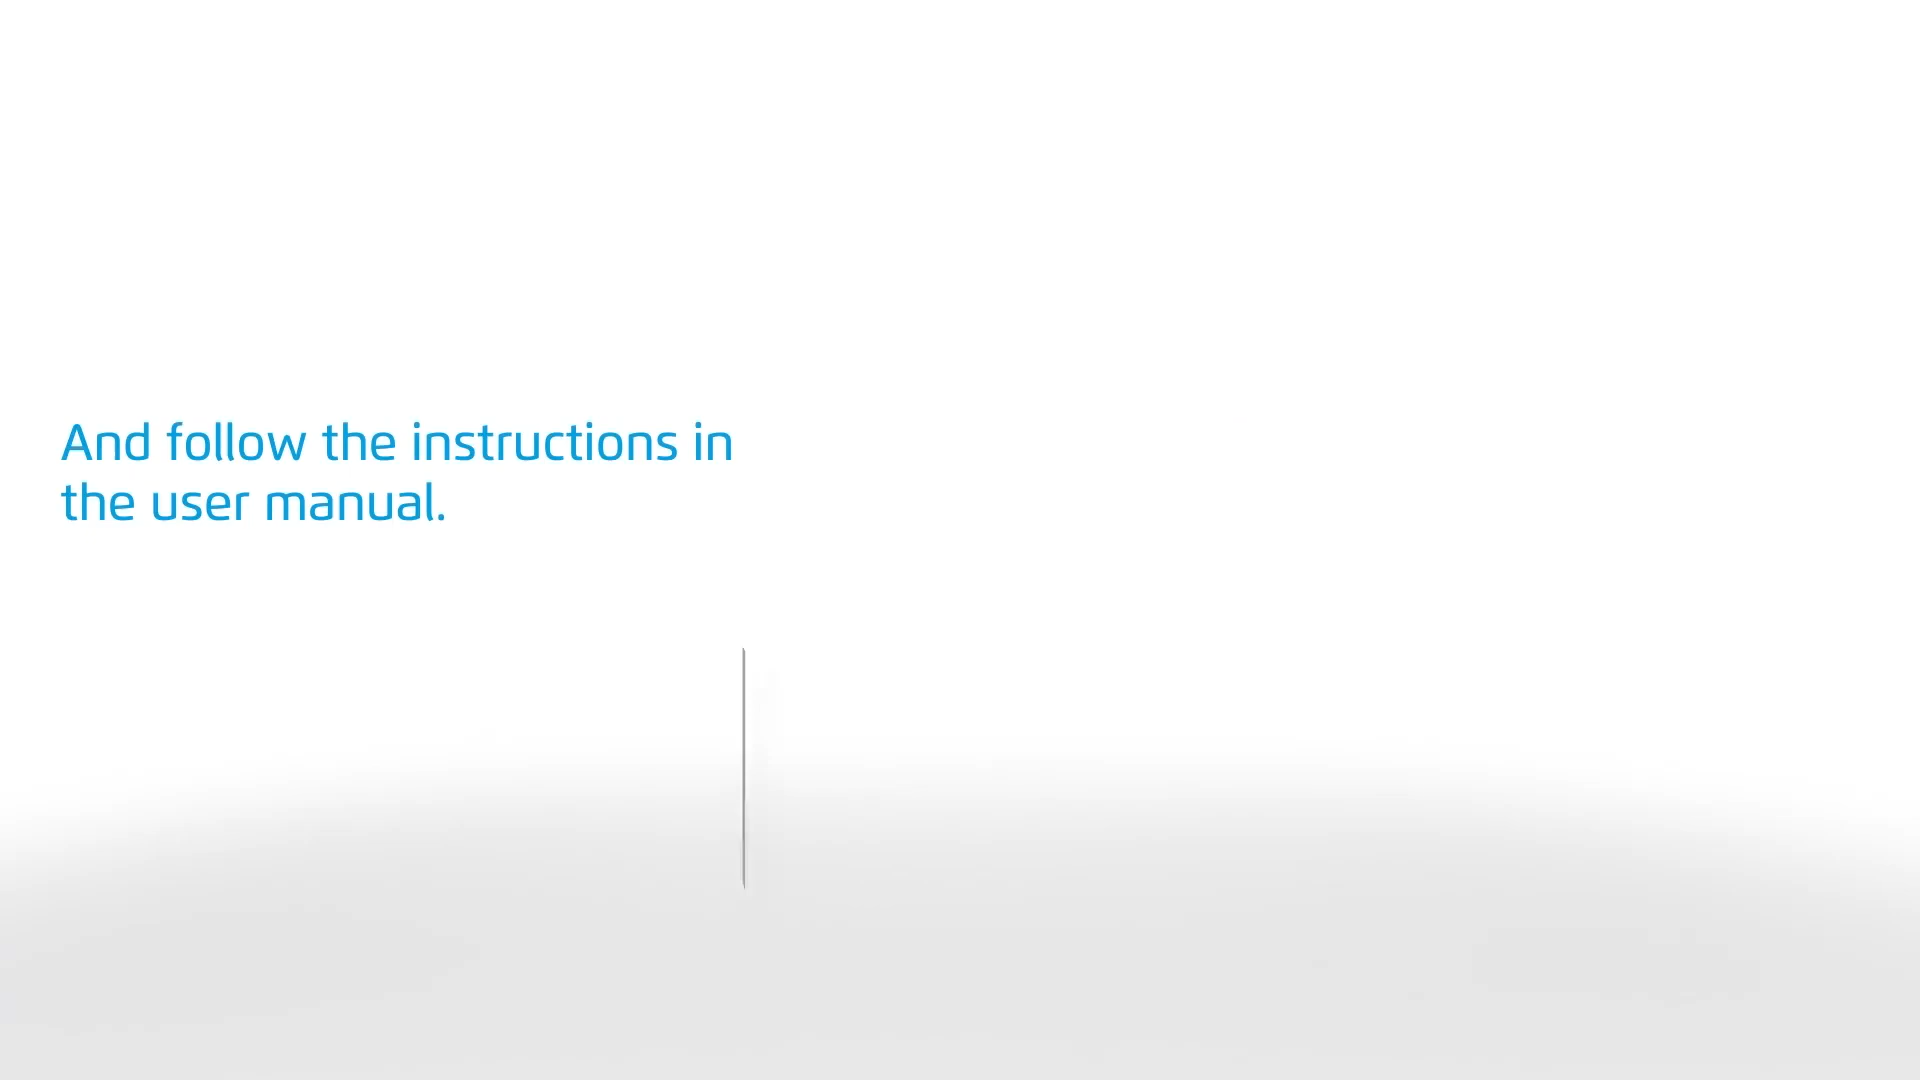 And follow the instructions in
the user manual.